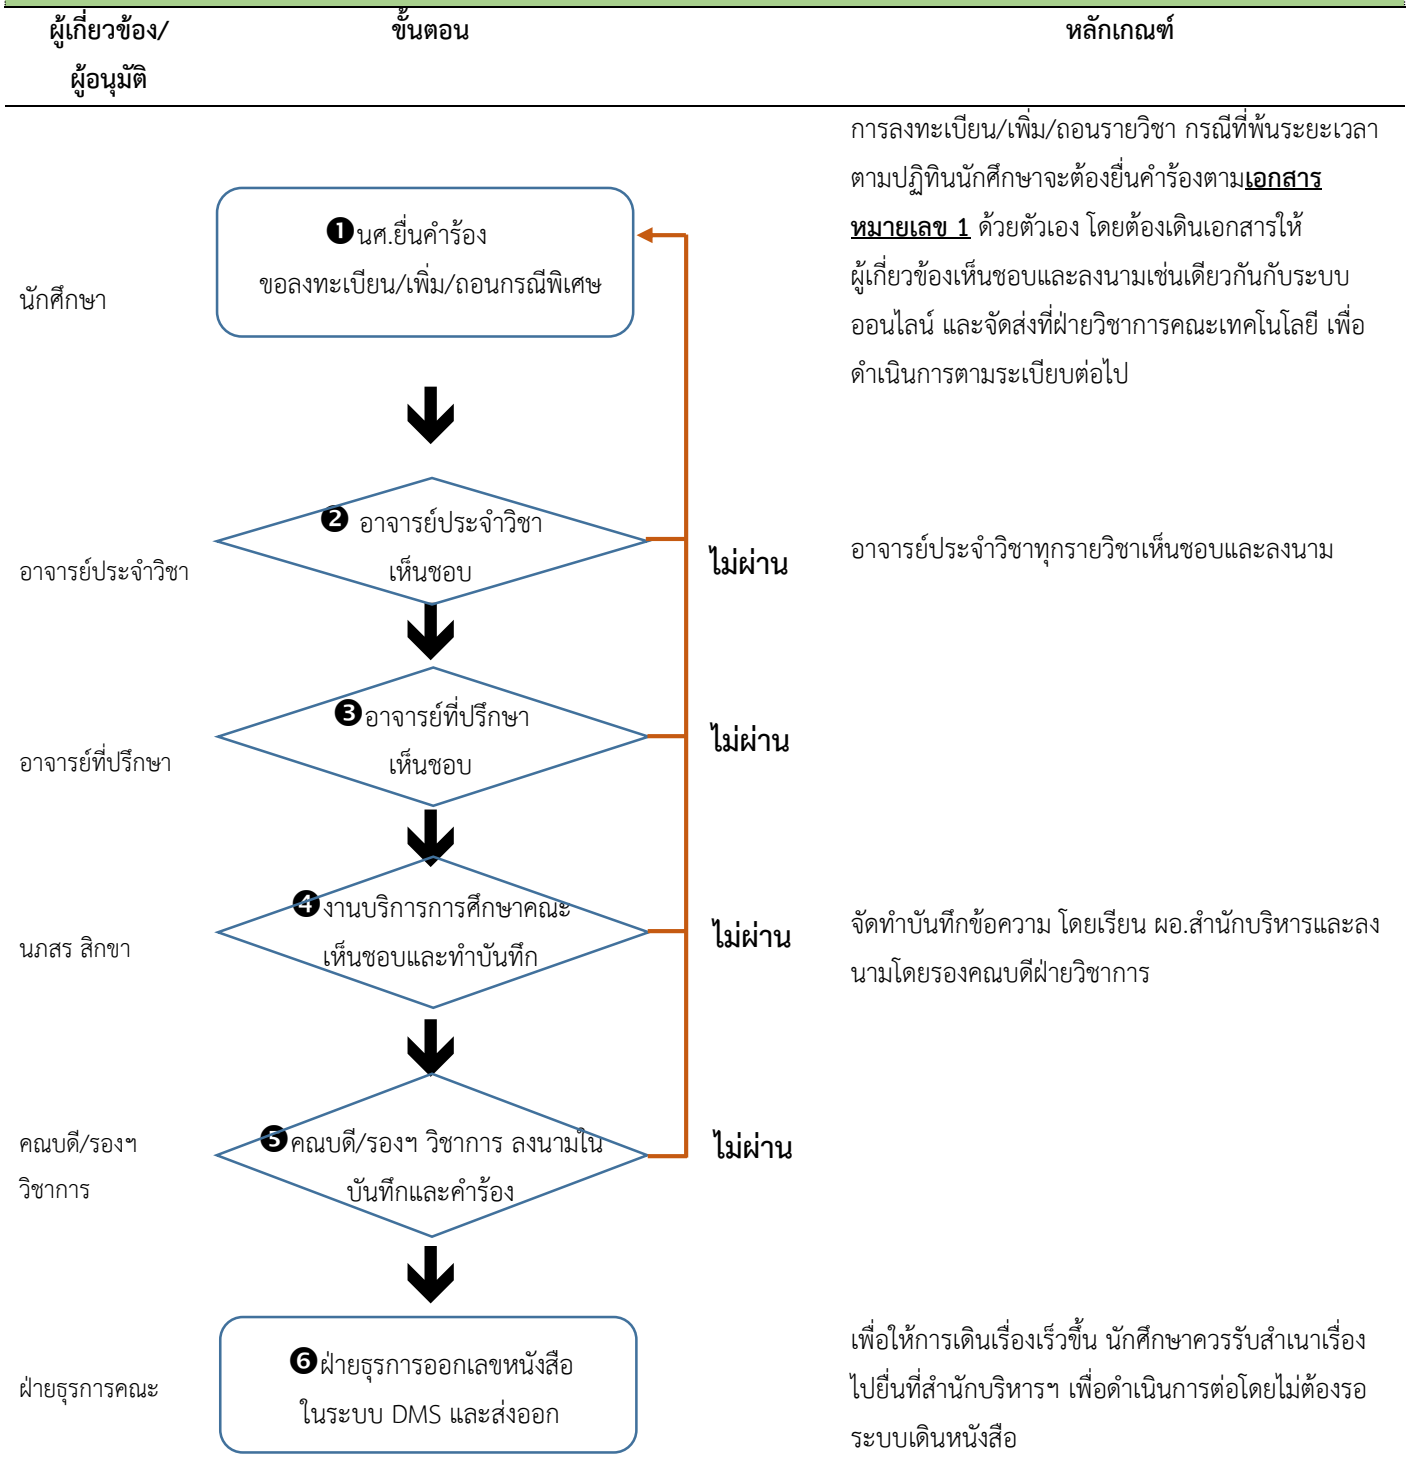 ผู้เกี่ยวข้อง/
ผู้อนุมัติ
ขั้นตอน
หลักเกณฑ์
นักศึกษา
❶นศ.ยื่นคำร้อง
ขอลงทะเบียน/เพิ่ม/ถอนกรณีพิเศษ
การลงทะเบียน/เพิ่ม/ถอนรายวิชา กรณีที่พ้นระยะเวลา
ตามปฏิทินนักศึกษาจะต้องยื่นคำร้องตามเอกสาร
หมายเลข 1 ด้วยตัวเอง โดยต้องเดินเอกสารให้
ผู้เกี่ยวข้องเห็นชอบและลงนามเช่นเดียวกันกับระบบ
ออนไลน์ และจัดส่งที่ฝ่ายวิชาการคณะเทคโนโลยี เพื่อ
ดำเนินการตามระเบียบต่อไป
อาจารย์ประจำวิชา
❷ อาจารย์ประจำวิชา
เห็นชอบ
ไม่ผ่าน
อาจารย์ประจำวิชาทุกรายวิชาเห็นชอบและลงนาม
อาจารย์ที่ปรึกษา
❸อาจารย์ที่ปรึกษา
เห็นชอบ
ไม่ผ่าน
นภสร สิกขา
❹งานบริการการศึกษาคณะ
เห็นชอบและทำบันทึก
ไม่ผ่าน
จัดทำบันทึกข้อความ โดยเรียน ผอ.สำนักบริหารและลง
นามโดยรองคณบดีฝ่ายวิชาการ
คณบดี/รองฯ
วิชาการ
❺คณบดี/รองฯ วิชาการ ลงนามใน
บันทึกและคำร้อง
ไม่ผ่าน
ฝ่ายธุรการคณะ
❻ฝ่ายธุรการออกเลขหนังสือ
ในระบบ DMS และส่งออก
เพื่อให้การเดินเรื่องเร็วขึ้น นักศึกษาควรรับสำเนาเรื่อง
ไปยื่นที่สำนักบริหารฯ เพื่อดำเนินการต่อโดยไม่ต้องรอ
ระบบเดินหนังสือ